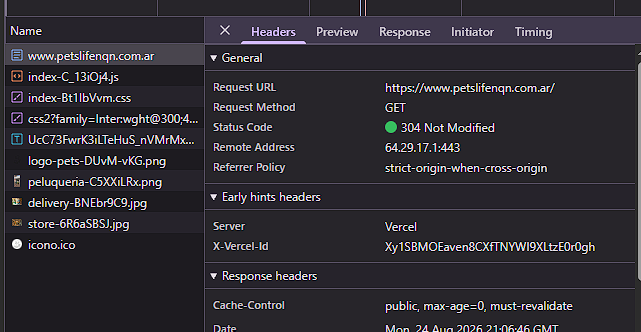 Name
Headers Preview Response Initiator Timing
www.petslifenqn.com.ar
index-C_13iOj4.js
index-Bt1IbVvm.css
css2?family=Inter:wght@300;4...
UcC73FwrK3iLTeHuS_nVMrMx...
logo-pets-DUvM-vKG.png
peluqueria-C5XXiLRx.png
delivery-BNEbr9C9.jpg
store-6R6aSBSJ.jpg
icono.ico
General
Request URL https://www.petslifenqn.com.ar/
Request Method GET
Status Code 304 Not Modified
Remote Address 64.29.17.1:443
Referrer Policy strict-origin-when-cross-origin
Early hints headers
Server Vercel
X-Vercel-Id Xy1SBMOEaven8CXfTNYWI9XLtzE0r0gh
Response headers
Cache-Control public, max-age=0, must-revalidate
Date Mon, 24 Aug 2026 21:06:46 GMT